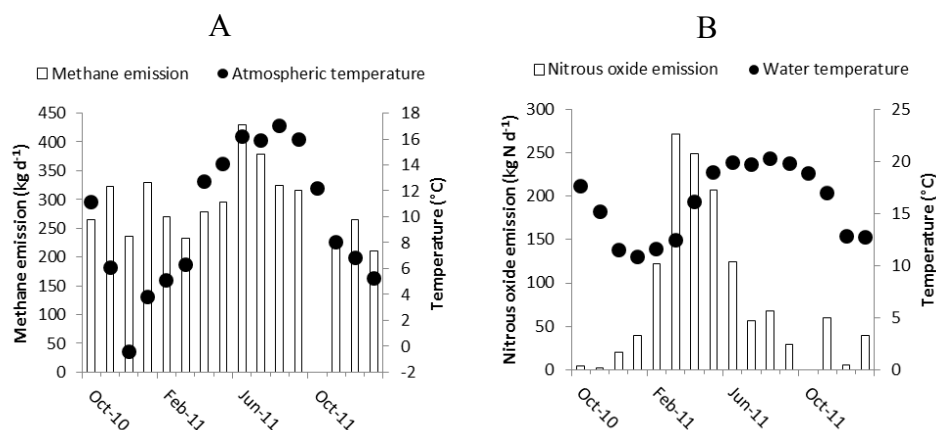 A
Methane emission
Atmospheric temperature
Methane emission (kg d⁻¹)
450
400
350
300
250
200
150
100
50
0
18
16
14
12
10
8
6
4
2
0
-2
Temperature (°C)
Oct-10
Feb-11
Jun-11
Oct-11
B
Nitrous oxide emission
Water temperature
Nitrous oxide emission (kg N d⁻¹)
300
250
200
150
100
50
0
25
20
15
10
5
0
Temperature (°C)
Oct-10
Feb-11
Jun-11
Oct-11